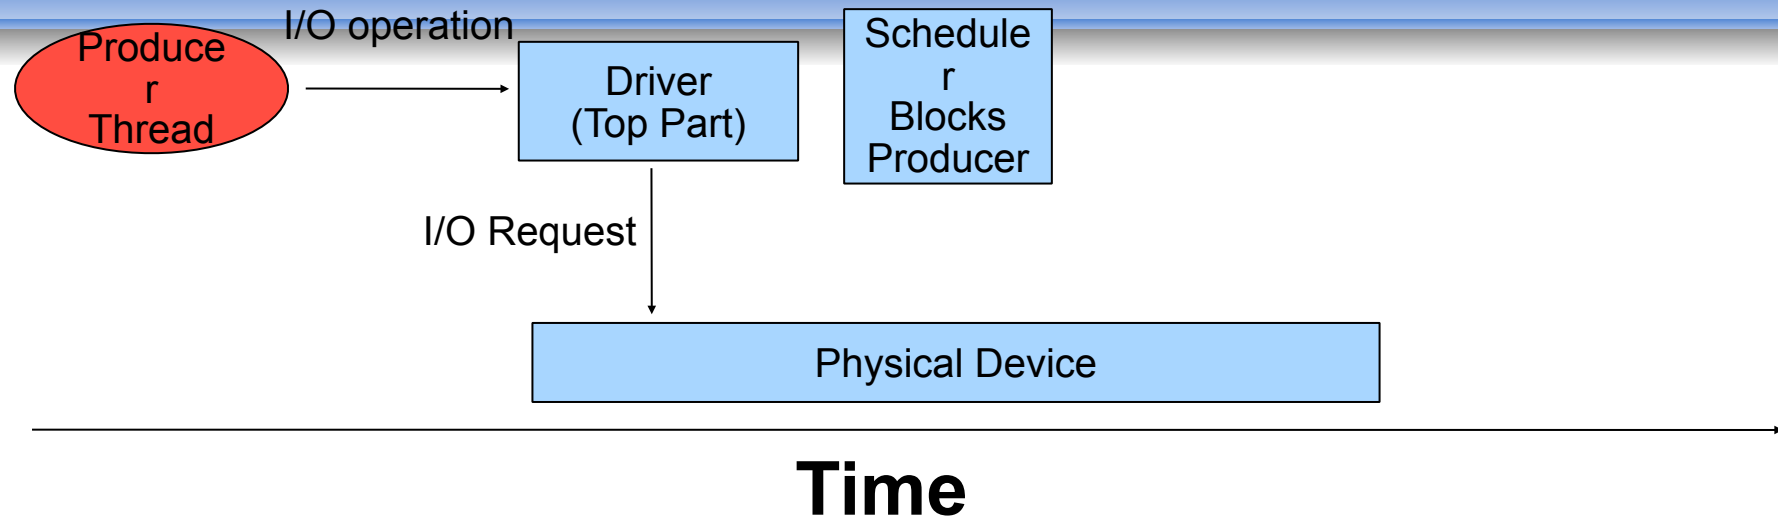 Produce
r
Thread
I/O operation
Driver
(Top Part)
Schedule
r
Blocks
Producer
I/O Request
Physical Device
Time